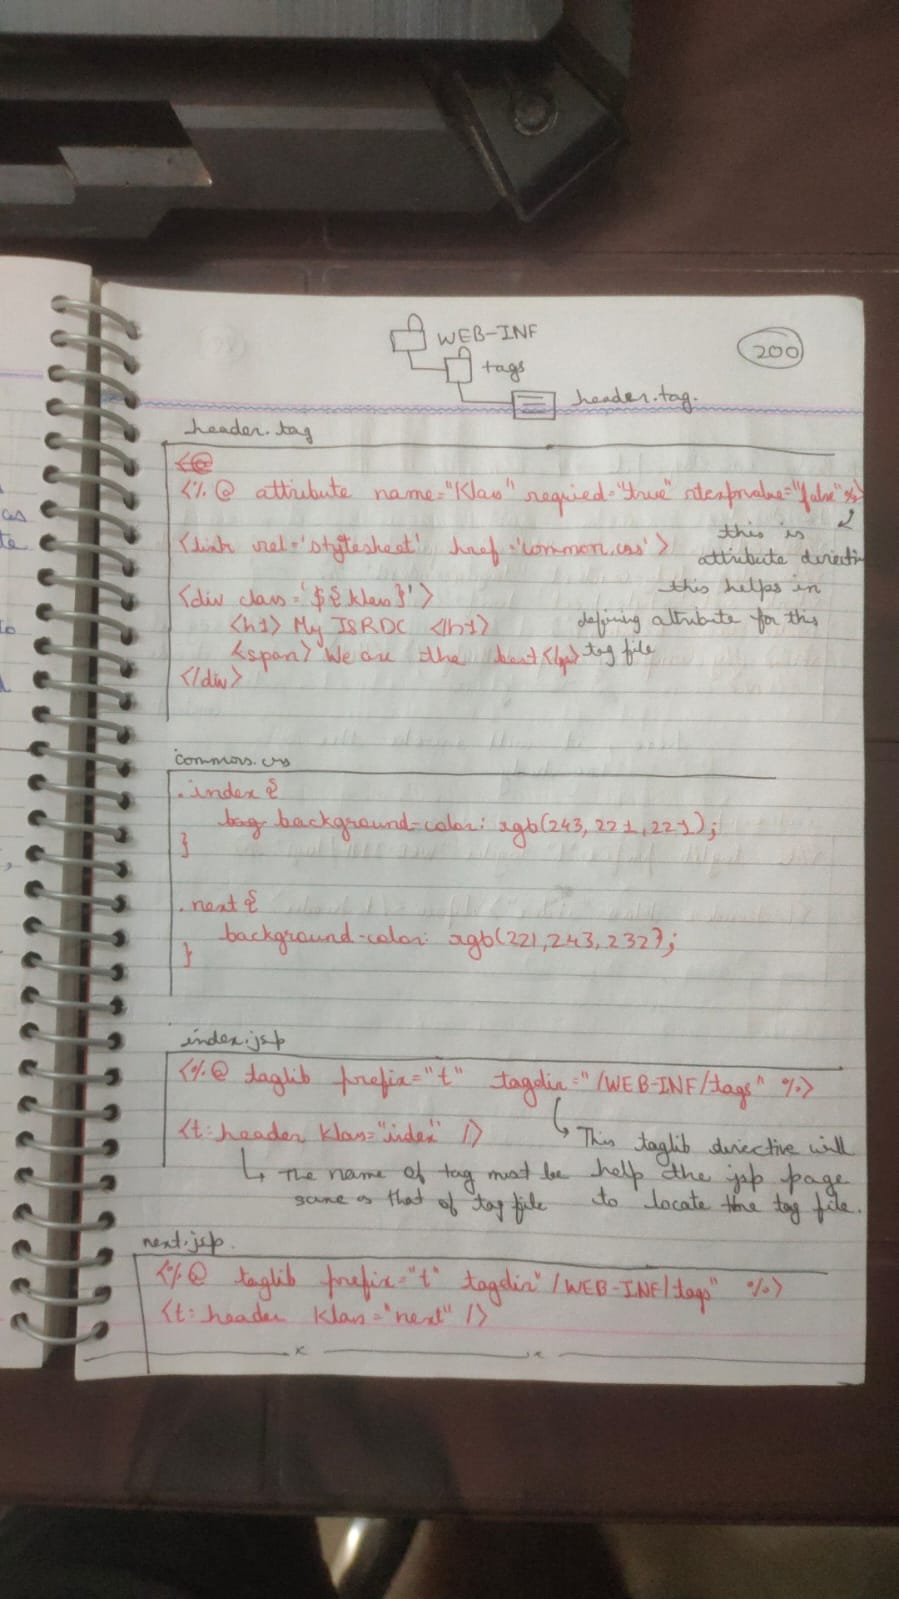 WEB-INF
200
tags
header.tag.
header.tag
<@
<% @ attribute name="Klass" requried="true" rtexprvalue="false" %>
<link rel='stylesheet' href='common.css'>
this is
attribute directi
<div class='${klass}'>
this helps in
<h1> My ISRDC </h1>
defining attribute for this
<span> We are the best </span>
tag file
</div>
commons.css
.index {
bag background-color: rgb(243, 221, 221);
}
.next {
background-color: rgb(221, 243, 232);
}
index.jsp
<%@ taglib prefix="t" tagdir="/WEB-INF/tags" %>
<t:header klass="index" />
This taglib directive will
The name of tag must be
help the jsp page
same as that of tag file
to locate the tag file.
next.jsp.
<%@ taglib prefix="t" tagdir"/WEB-INF/tags" %>
<t:header klass="next" />
x
x